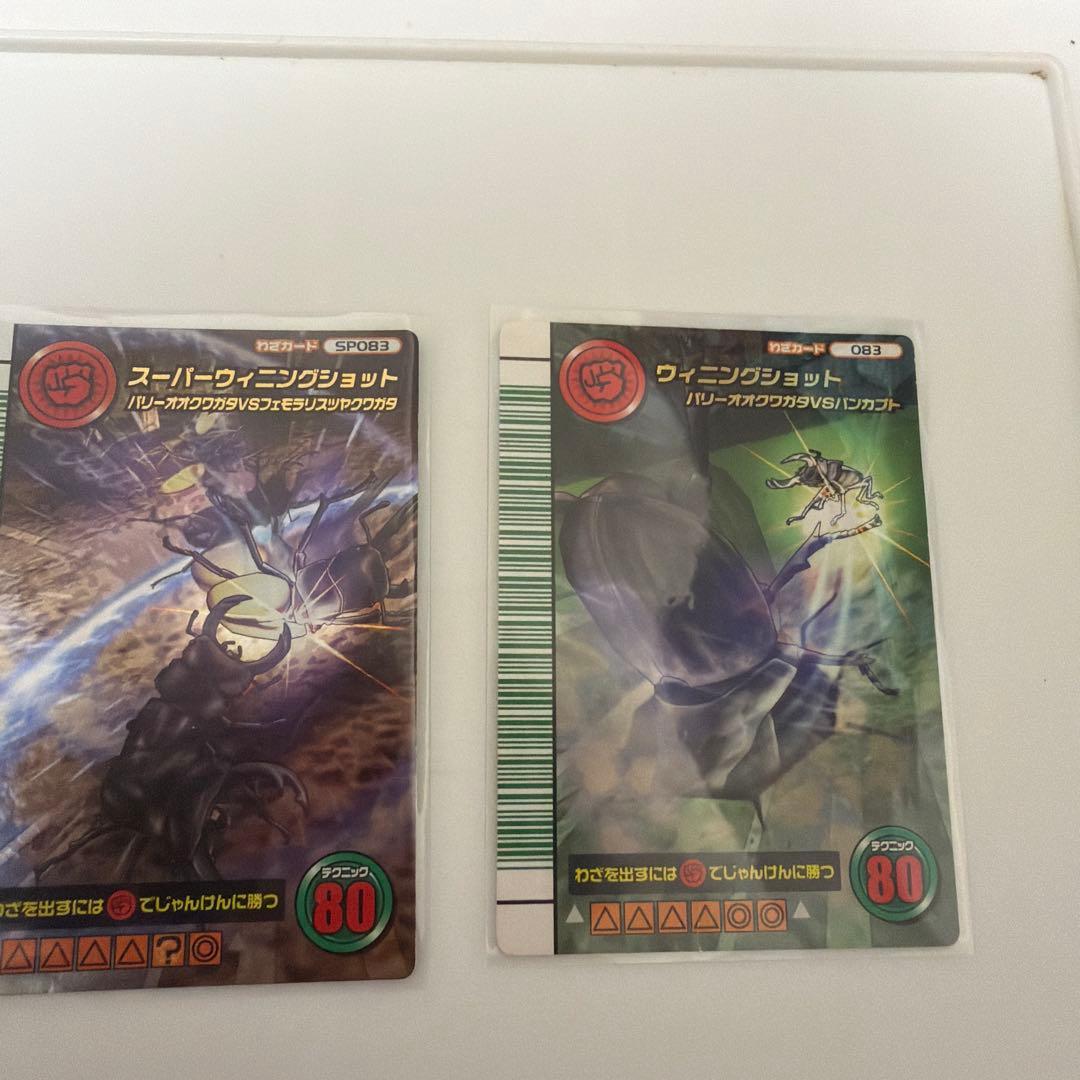 わざカード SP083
スーパーウィニングショット
パリーオオクワガタVSフェモラリスツヤクワガタ
わざを出すには でじゃんけんに勝つ
テクニック
80
?
わざカード 083
ウィニングショット
パリーオオクワガタVSパンカブト
わざを出すには でじゃんけんに勝つ
テクニック
80